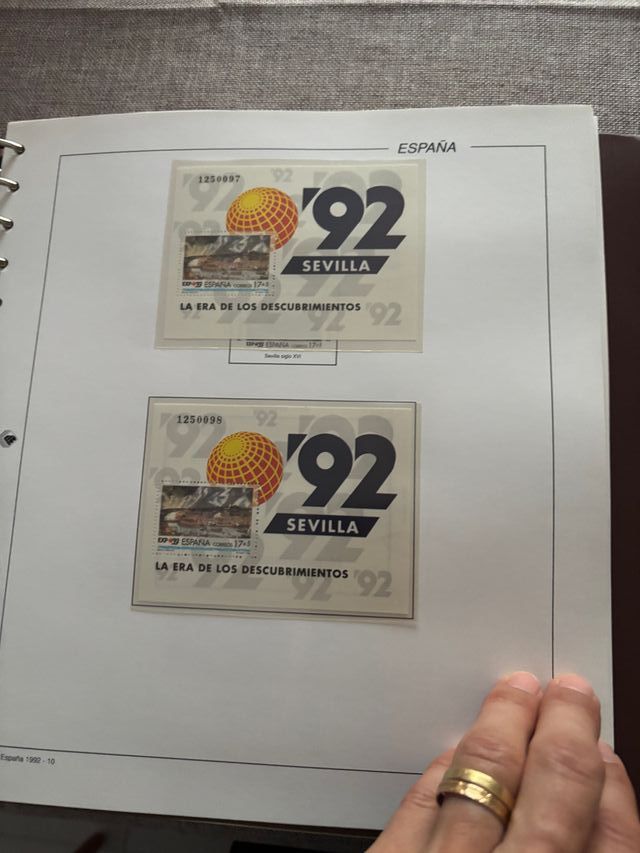 ESPAÑA
1250097
'92
SEVILLA
EXPO'92 ESPAÑA CORREOS 17+5
LA ERA DE LOS DESCUBRIMIENTOS
'92
'92
'92
ESPAÑA CORREOS 17+5
Sevilla siglo XVI
1250098
'92
'92
SEVILLA
EXPO'92 ESPAÑA CORREOS 17+5
LA ERA DE LOS DESCUBRIMIENTOS
'92
'92
España 1992 - 10